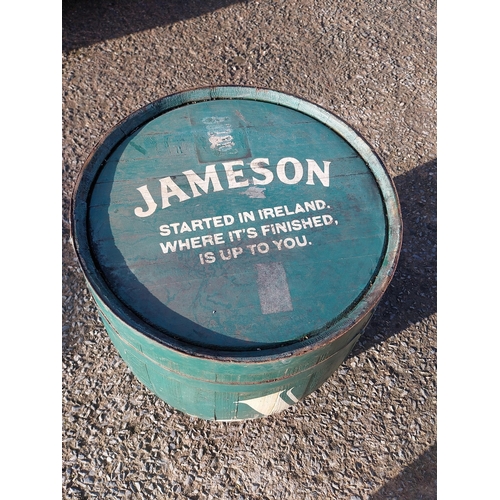 JAMESON
STARTED IN IRELAND.
WHERE IT'S FINISHED,
IS UP TO YOU.